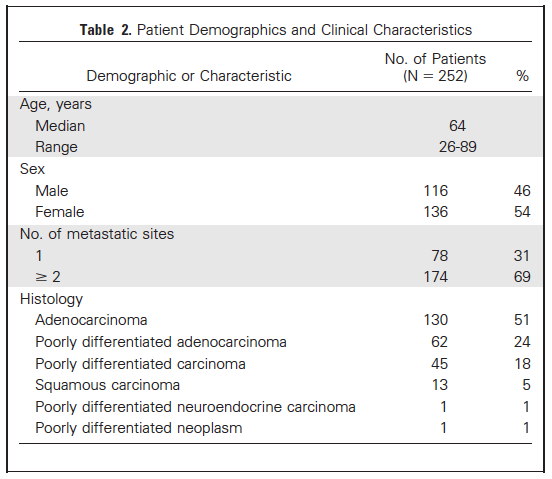 Table 2. Patient Demographics and Clinical Characteristics
Demographic or Characteristic No. of Patients (N = 252) %
Age, years
Median 64
Range 26-89
Sex
Male 116 46
Female 136 54
No. of metastatic sites
1 78 31
≥ 2 174 69
Histology
Adenocarcinoma 130 51
Poorly differentiated adenocarcinoma 62 24
Poorly differentiated carcinoma 45 18
Squamous carcinoma 13 5
Poorly differentiated neuroendocrine carcinoma 1 1
Poorly differentiated neoplasm 1 1